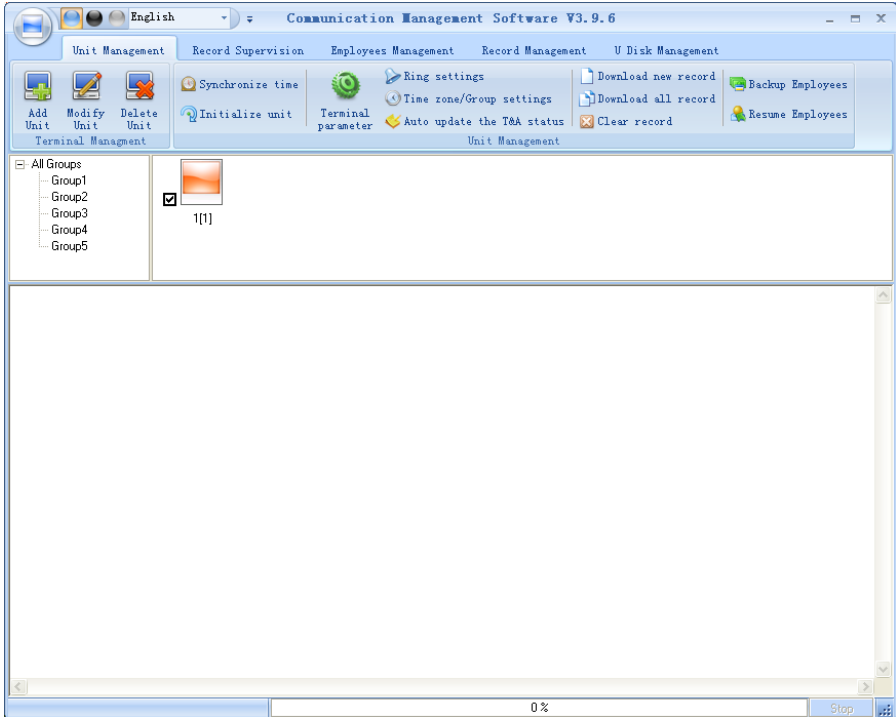 English
Communication Management Software V3.9.6
Unit Management Record Supervision Employees Management Record Management U Disk Management
Add Unit
Modify Unit
Delete Unit
Terminal Managment
Synchronize time
Initialize unit
Terminal parameter
Ring settings
Time zone/Group settings
Auto update the T&A status
Download new record
Download all record
Clear record
Backup Employees
Resume Employees
Unit Management
All Groups
Group1
Group2
Group3
Group4
Group5
1[1]
0%
Stop